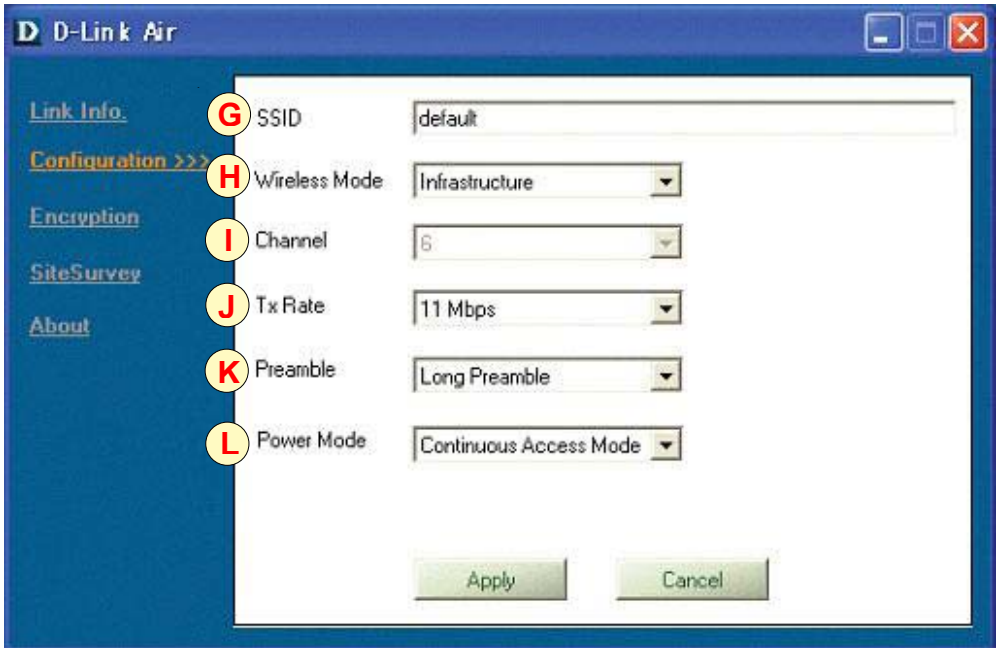 D D-Link Air
Link Info.
Configuration >>>
Encryption
SiteSurvey
About
G SSID default
H Wireless Mode Infrastructure
I Channel 6
J Tx Rate 11 Mbps
K Preamble Long Preamble
L Power Mode Continuous Access Mode
Apply Cancel